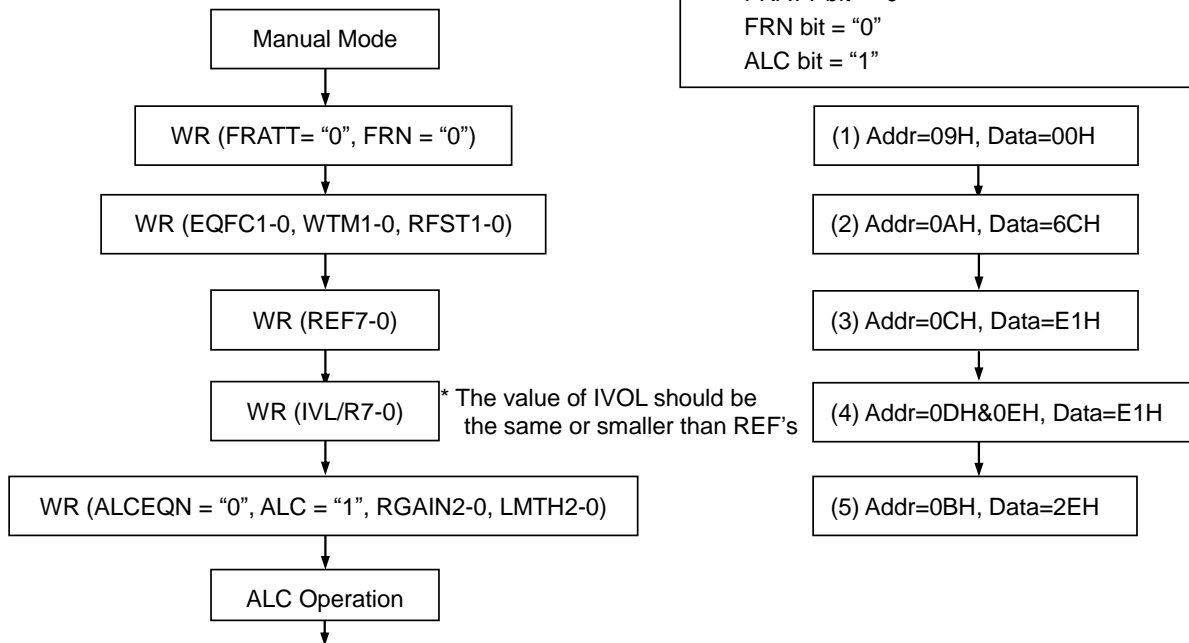 FRN bit = “0”
ALC bit = “1”
Manual Mode
WR (FRATT= “0”, FRN = “0”)
WR (EQFC1-0, WTM1-0, RFST1-0)
WR (REF7-0)
WR (IVL/R7-0)
* The value of IVOL should be
the same or smaller than REF’s
WR (ALCEQN = “0”, ALC = “1”, RGAIN2-0, LMTH2-0)
ALC Operation
(1) Addr=09H, Data=00H
(2) Addr=0AH, Data=6CH
(3) Addr=0CH, Data=E1H
(4) Addr=0DH&0EH, Data=E1H
(5) Addr=0BH, Data=2EH